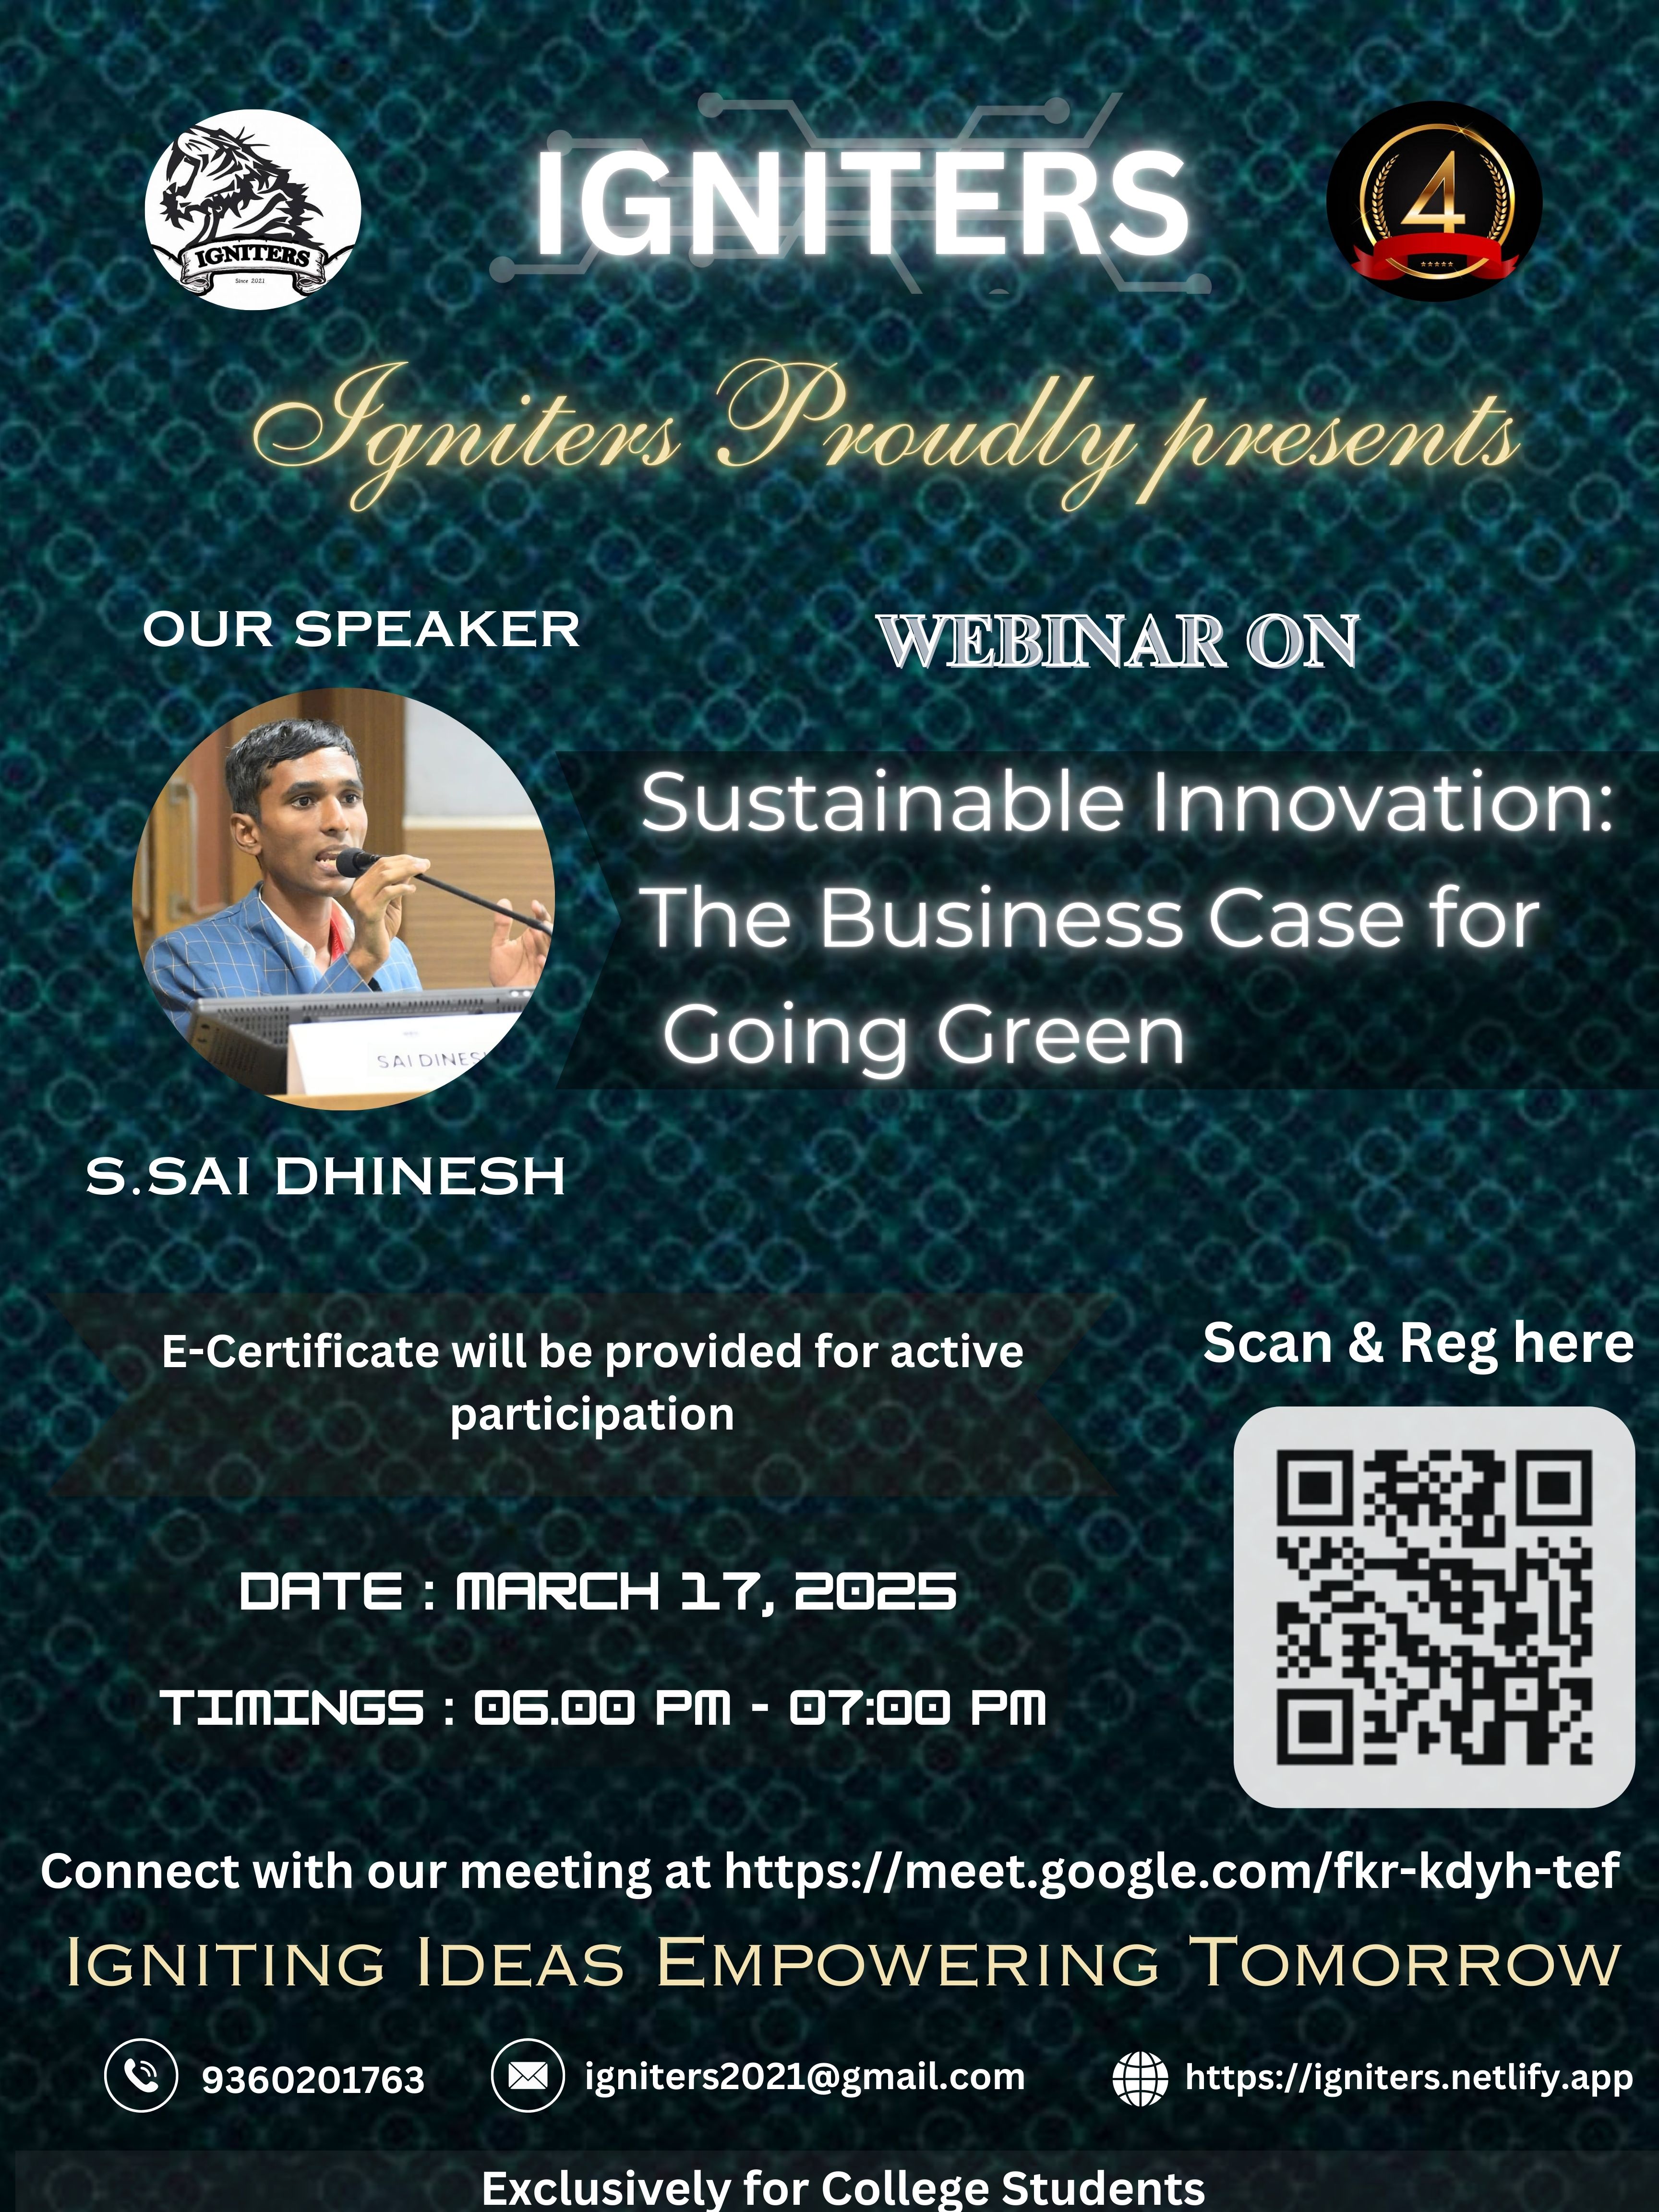 IGNITERS
Since 2021
IGNITERS
4
Igniters Proudly presents
OUR SPEAKER
WEBINAR ON
Sustainable Innovation:
The Business Case for
Going Green
SAI DINES
S.SAI DHINESH
E-Certificate will be provided for active
participation
Scan & Reg here
DATE : MARCH 17, 2025
TIMINGS : 06.00 PM - 07:00 PM
Connect with our meeting at https://meet.google.com/fkr-kdyh-tef
Igniting Ideas Empowering Tomorrow
9360201763
igniters2021@gmail.com
https://igniters.netlify.app
Exclusively for College Students